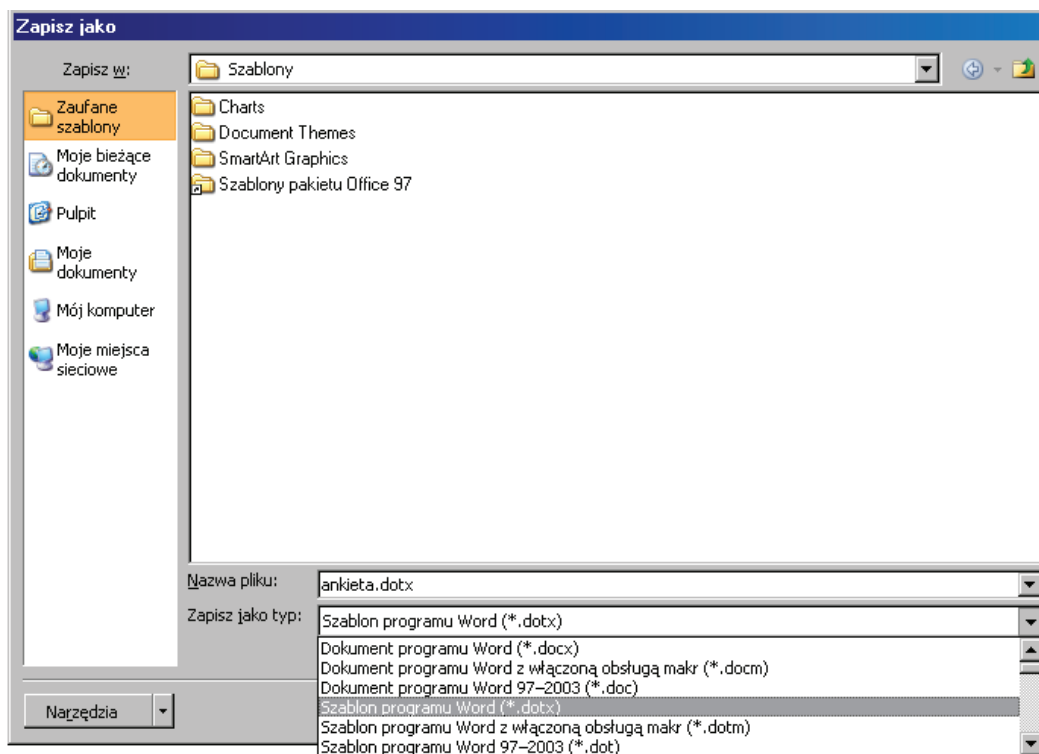 Zapisz jako
Zapisz w:
Szablony
Zaufane
szablony
Moje bieżące
dokumenty
Pulpit
Moje
dokumenty
Mój komputer
Moje miejsca
sieciowe
Charts
Document Themes
SmartArt Graphics
Szablony pakietu Office 97
Nazwa pliku:
ankieta.dotx
Zapisz jako typ:
Szablon programu Word (*.dotx)
Dokument programu Word (*.docx)
Dokument programu Word z włączoną obsługą makr (*.docm)
Dokument programu Word 97–2003 (*.doc)
Szablon programu Word (*.dotx)
Szablon programu Word z włączoną obsługą makr (*.dotm)
Szablon programu Word 97–2003 (*.dot)
Narzędzia